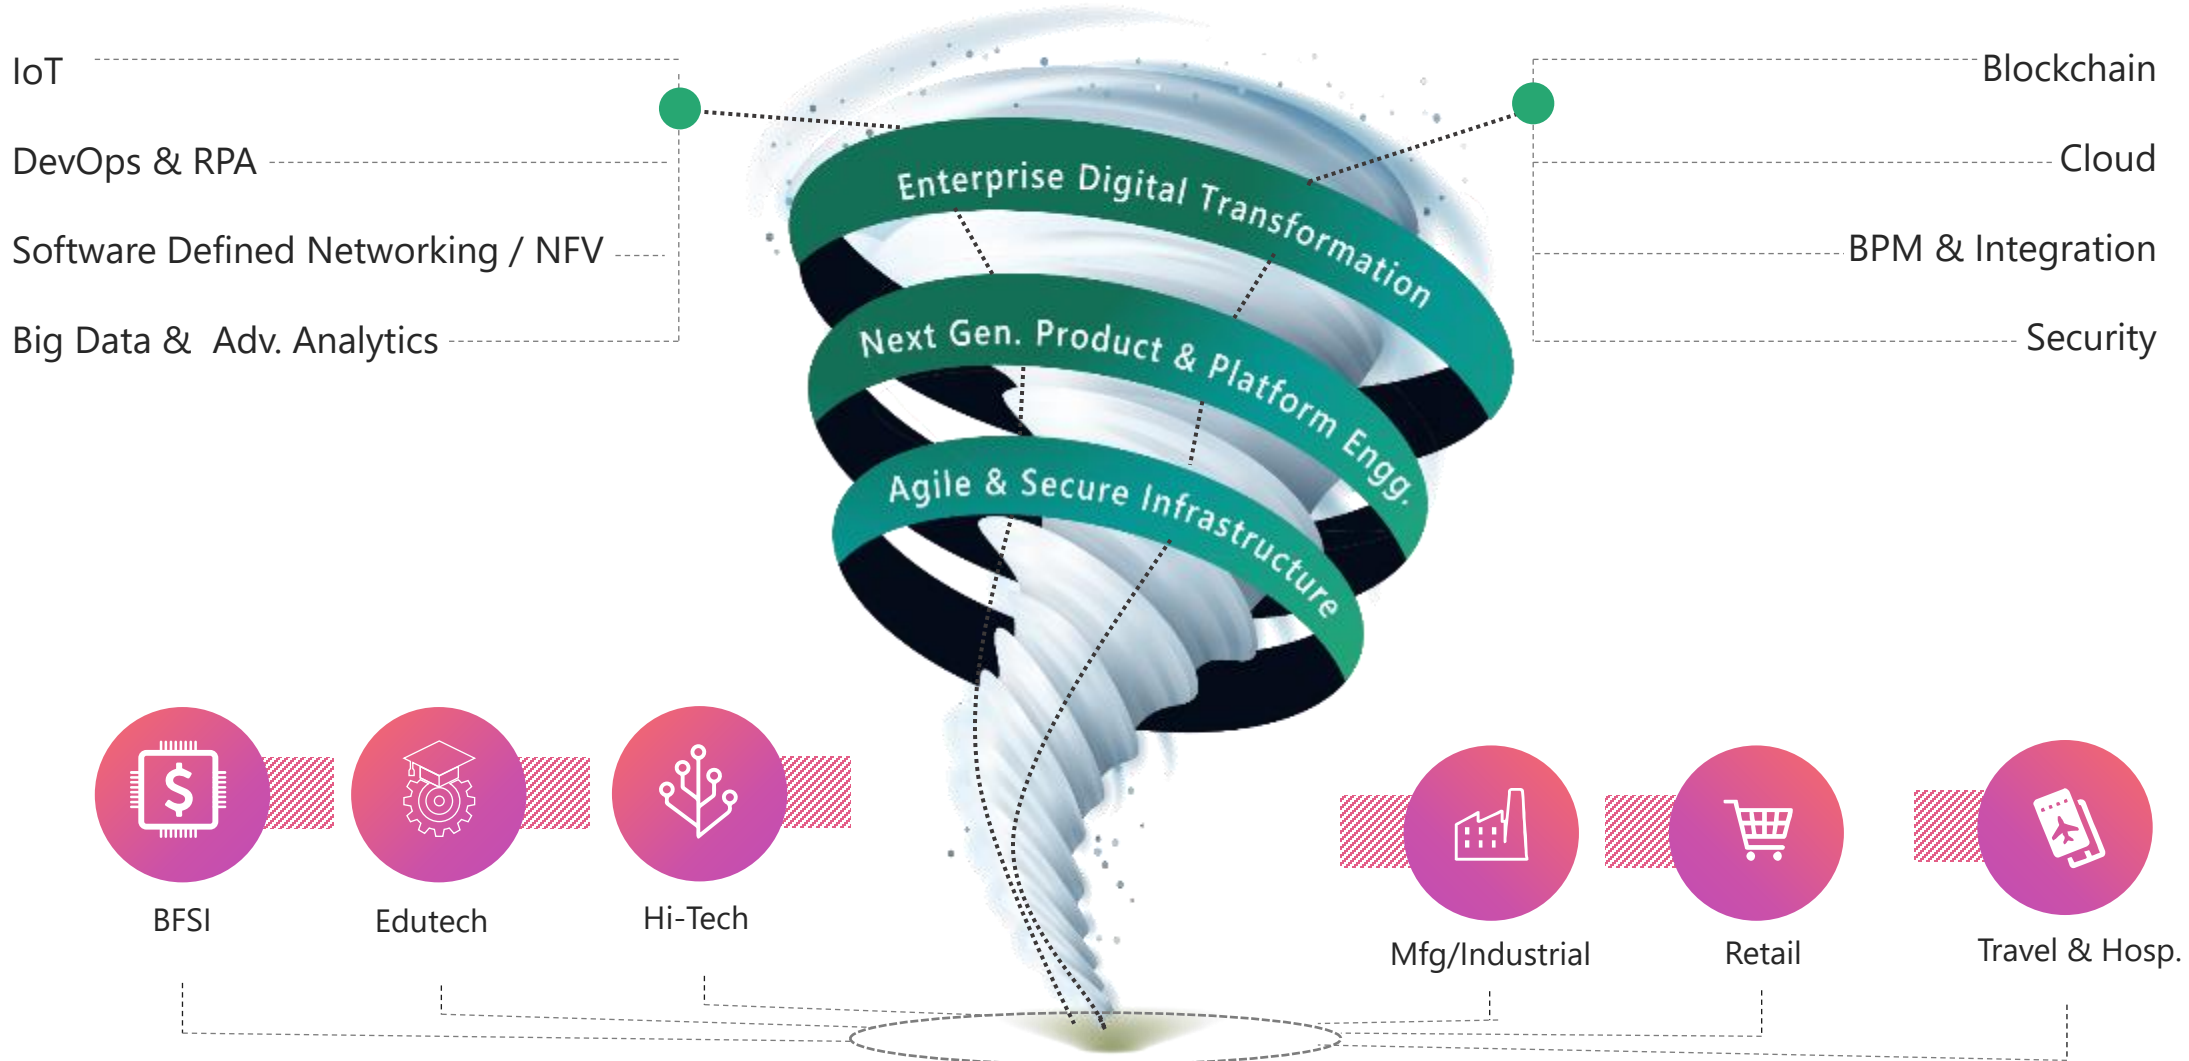 IoT
DevOps & RPA
Software Defined Networking / NFV
Big Data & Adv. Analytics
Blockchain
Cloud
BPM & Integration
Security
Enterprise Digital Transformation
Next Gen. Product & Platform Engg.
Agile & Secure Infrastructure
$
BFSI
Edutech
Hi-Tech
Mfg/Industrial
Retail
Travel & Hosp.